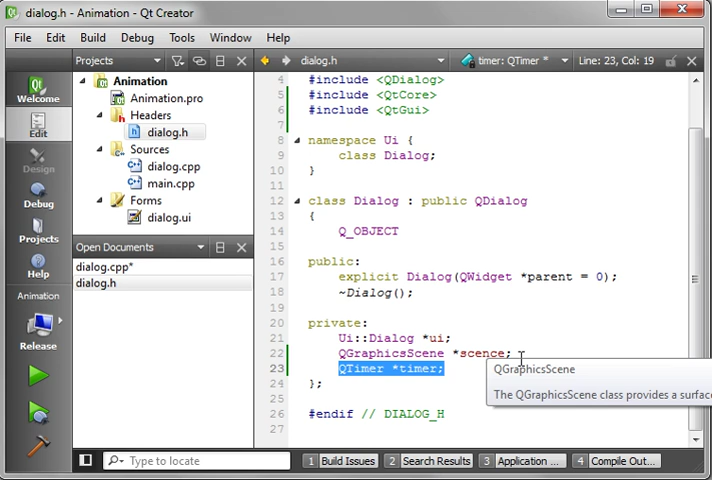 dialog.h - Animation - Qt Creator
File Edit Build Debug Tools Window Help
Projects
dialog.h
timer: QTimer *
Line: 23, Col: 19
Welcome
Edit
Design
Debug
Projects
Help
Animation
Release
Animation
Animation.pro
Headers
dialog.h
Sources
dialog.cpp
main.cpp
Forms
dialog.ui
Open Documents
dialog.cpp*
dialog.h
4 #include <QDialog>
5 #include <QtCore>
6 #include <QtGui>
7
8 namespace Ui {
9 class Dialog;
10 }
11
12 class Dialog : public QDialog
13 {
14 Q_OBJECT
15
16 public:
17 explicit Dialog(QWidget *parent = 0);
18 ~Dialog();
19
20 private:
21 Ui::Dialog *ui;
22 QGraphicsScene *scence;
23 QTimer *timer;
24 };
25
26 #endif // DIALOG_H
27
QGraphicsScene
The QGraphicsScene class provides a surfac
Type to locate
1 Build Issues
2 Search Results
3 Application ...
4 Compile Out...